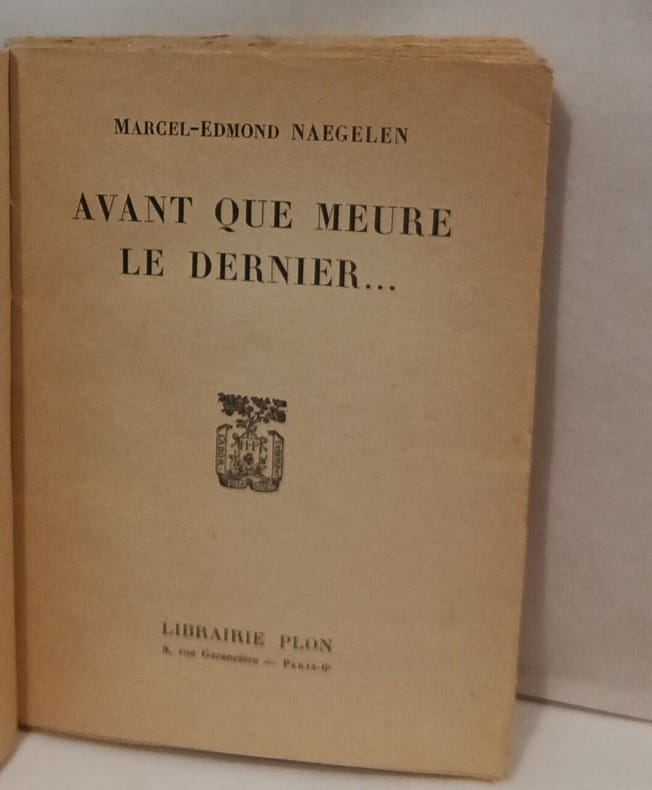 MARCEL-EDMOND NAEGELEN
AVANT QUE MEURE
LE DERNIER...
H·P
LIBRAIRIE PLON
8, rue Garancière — PARIS-6e